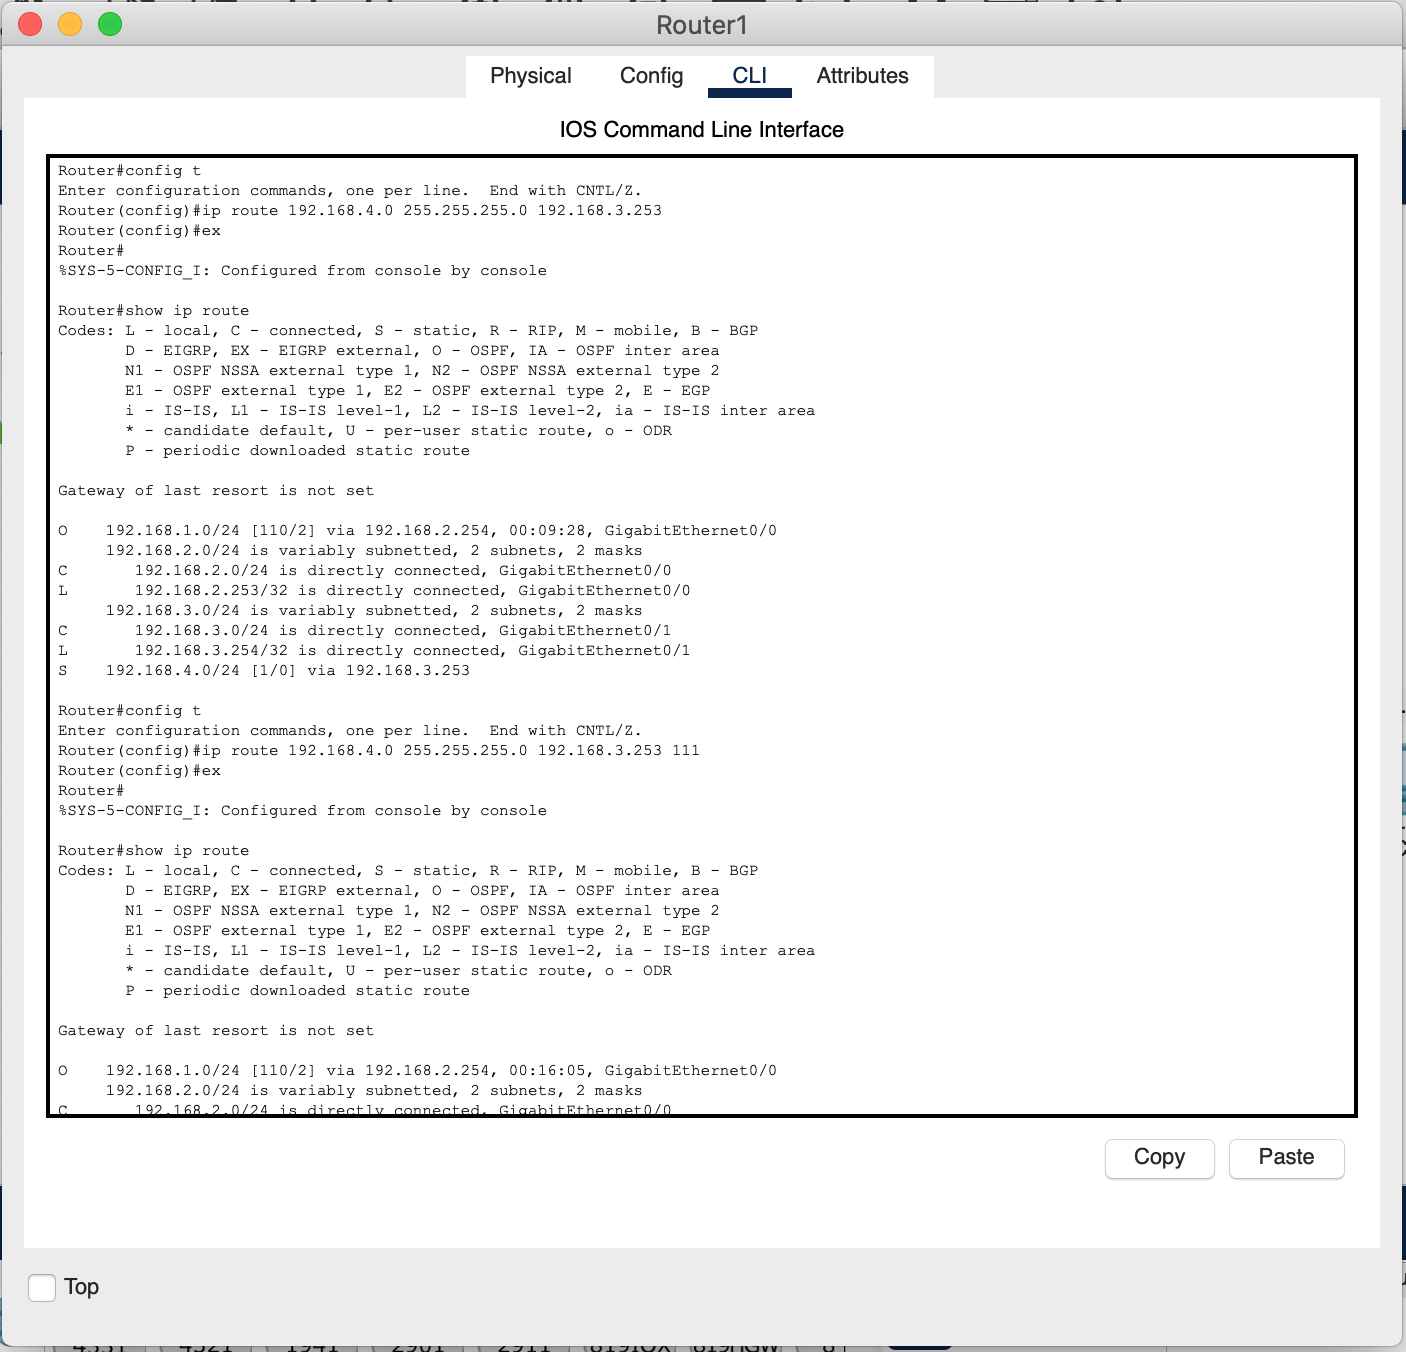 Router1
Physical Config CLI Attributes
IOS Command Line Interface
Router#config t
Enter configuration commands, one per line.  End with CNTL/Z.
Router(config)#ip route 192.168.4.0 255.255.255.0 192.168.3.253
Router(config)#ex
Router#
%SYS-5-CONFIG_I: Configured from console by console
Router#show ip route
Codes: L - local, C - connected, S - static, R - RIP, M - mobile, B - BGP
D - EIGRP, EX - EIGRP external, O - OSPF, IA - OSPF inter area
N1 - OSPF NSSA external type 1, N2 - OSPF NSSA external type 2
E1 - OSPF external type 1, E2 - OSPF external type 2, E - EGP
i - IS-IS, L1 - IS-IS level-1, L2 - IS-IS level-2, ia - IS-IS inter area
* - candidate default, U - per-user static route, o - ODR
P - periodic downloaded static route
Gateway of last resort is not set
O    192.168.1.0/24 [110/2] via 192.168.2.254, 00:09:28, GigabitEthernet0/0
192.168.2.0/24 is variably subnetted, 2 subnets, 2 masks
C       192.168.2.0/24 is directly connected, GigabitEthernet0/0
L       192.168.2.253/32 is directly connected, GigabitEthernet0/0
192.168.3.0/24 is variably subnetted, 2 subnets, 2 masks
C       192.168.3.0/24 is directly connected, GigabitEthernet0/1
L       192.168.3.254/32 is directly connected, GigabitEthernet0/1
S    192.168.4.0/24 [1/0] via 192.168.3.253
Router#config t
Enter configuration commands, one per line.  End with CNTL/Z.
Router(config)#ip route 192.168.4.0 255.255.255.0 192.168.3.253 111
Router(config)#ex
Router#
%SYS-5-CONFIG_I: Configured from console by console
Router#show ip route
Codes: L - local, C - connected, S - static, R - RIP, M - mobile, B - BGP
D - EIGRP, EX - EIGRP external, O - OSPF, IA - OSPF inter area
N1 - OSPF NSSA external type 1, N2 - OSPF NSSA external type 2
E1 - OSPF external type 1, E2 - OSPF external type 2, E - EGP
i - IS-IS, L1 - IS-IS level-1, L2 - IS-IS level-2, ia - IS-IS inter area
* - candidate default, U - per-user static route, o - ODR
P - periodic downloaded static route
Gateway of last resort is not set
O    192.168.1.0/24 [110/2] via 192.168.2.254, 00:16:05, GigabitEthernet0/0
192.168.2.0/24 is variably subnetted, 2 subnets, 2 masks
C       192.168.2.0/24 is directly connected, GigabitEthernet0/0
Copy Paste
Top